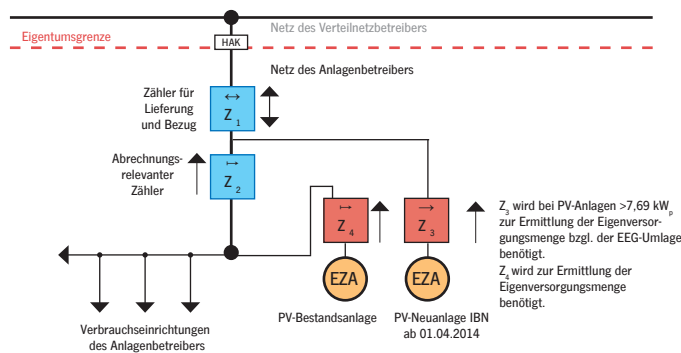 Netz des Verteilnetzbetreibers
Eigentumsgrenze
HAK
Netz des Anlagenbetreibers
Zähler für
Lieferung
und Bezug
Z1
Abrechnungs-
relevanter
Zähler
Z2
Z4
Z3
Z3 wird bei PV-Anlagen >7,69 kWp
zur Ermittlung der Eigenversor-
gungsmenge bzgl. der EEG-Umlage
benötigt.
Z4 wird zur Ermittlung der
Eigenversorgungsmenge
benötigt.
EZA
EZA
PV-Bestandsanlage
PV-Neuanlage IBN
ab 01.04.2014
Verbrauchseinrichtungen
des Anlagenbetreibers